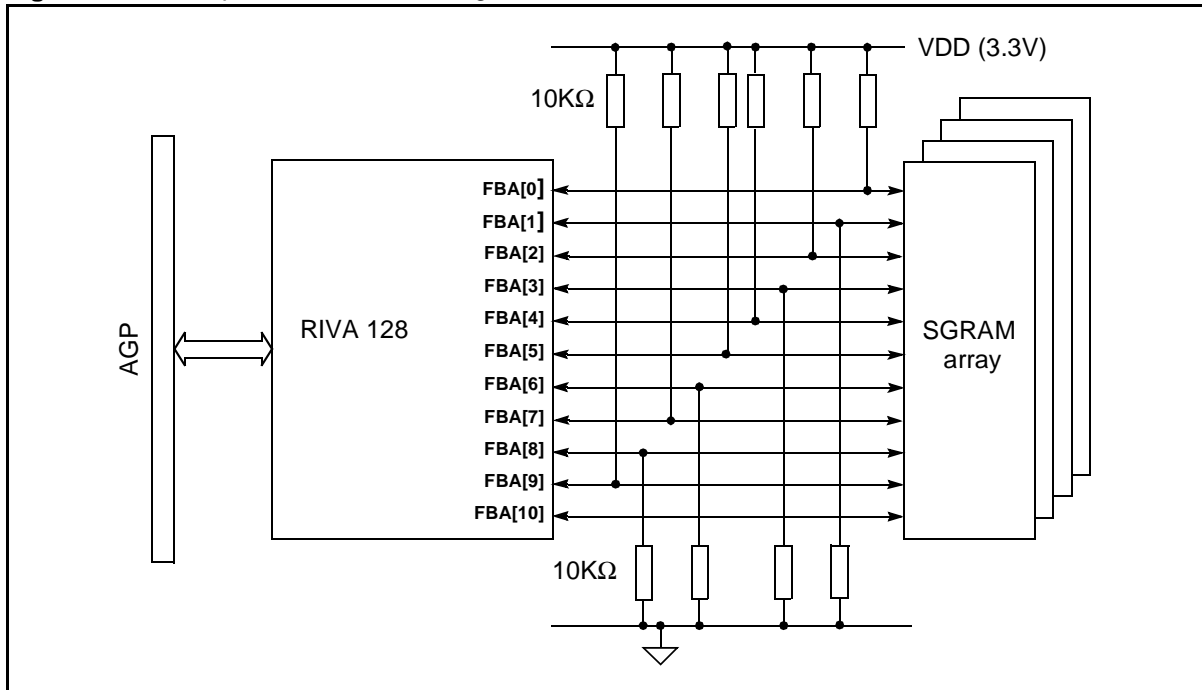 VDD (3.3V)
10KΩ
FBA[0]
FBA[1]
FBA[2]
FBA[3]
FBA[4]
FBA[5]
FBA[6]
FBA[7]
FBA[8]
FBA[9]
FBA[10]
AGP
RIVA 128
SGRAM
array
10KΩ